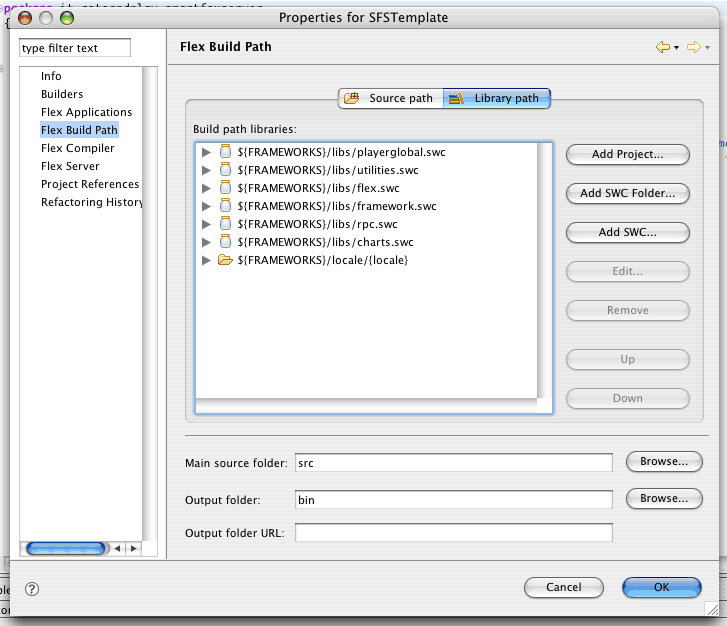 Properties for SFSTemplate
type filter text
Flex Build Path
Info
Builders
Flex Applications
Flex Build Path
Flex Compiler
Flex Server
Project References
Refactoring History
Source path
Library path
Build path libraries:
${FRAMEWORKS}/libs/playerglobal.swc
${FRAMEWORKS}/libs/utilities.swc
${FRAMEWORKS}/libs/flex.swc
${FRAMEWORKS}/libs/framework.swc
${FRAMEWORKS}/libs/rpc.swc
${FRAMEWORKS}/libs/charts.swc
${FRAMEWORKS}/locale/{locale}
Add Project...
Add SWC Folder...
Add SWC...
Edit...
Remove
Up
Down
Main source folder: src Browse...
Output folder: bin Browse...
Output folder URL:
? Cancel OK